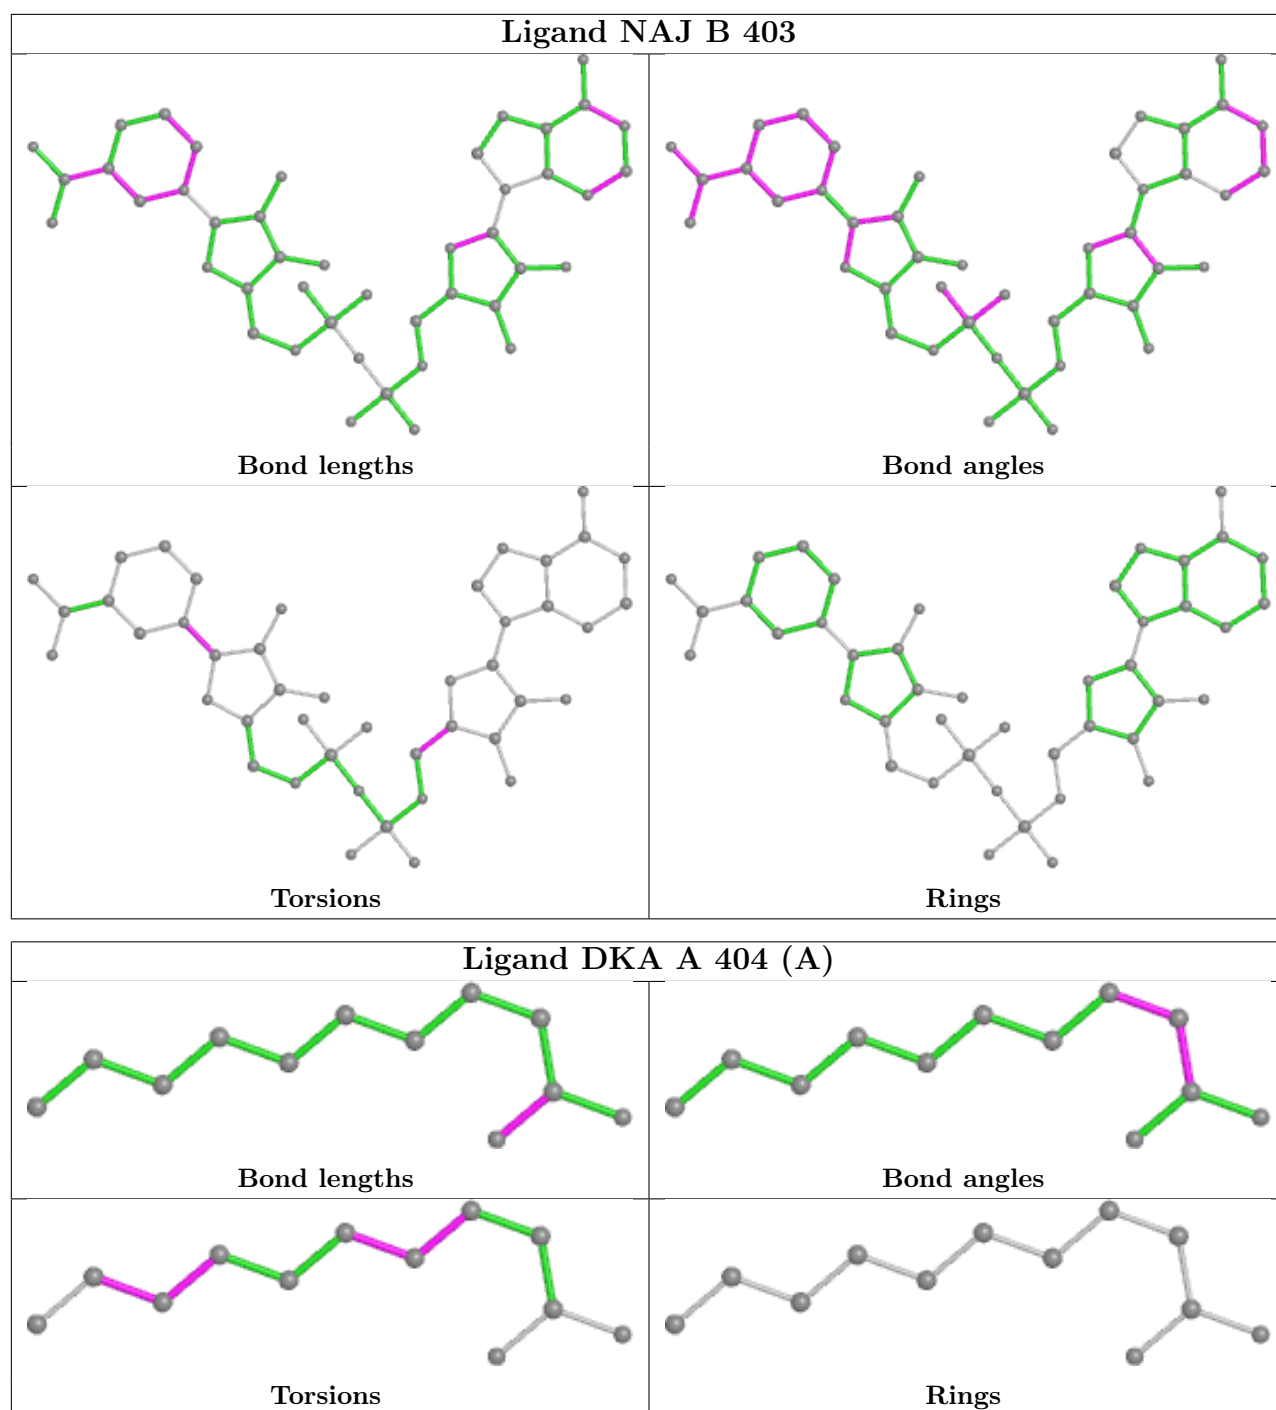 Ligand NAJ B 403
Bond lengths
Bond angles
Torsions
Rings
Ligand DKA A 404 (A)
Bond lengths
Bond angles
Torsions
Rings